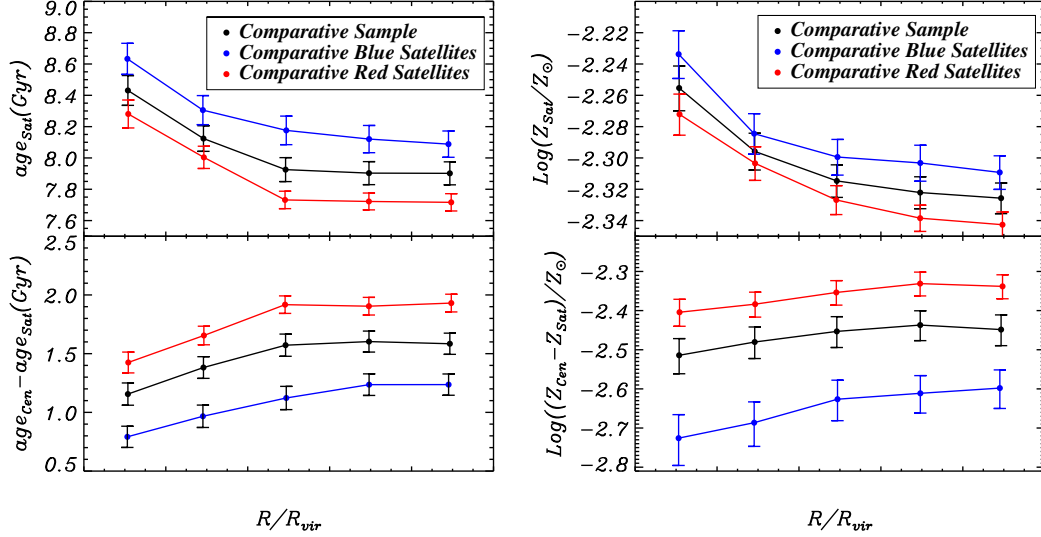 9.0
8.8
8.6
8.4
8.2
8.0
7.8
7.6
age_Sat(Gyr)
Comparative Sample
Comparative Blue Satellites
Comparative Red Satellites
2.5
2.0
1.5
1.0
0.5
age_Cen−age_Sat(Gyr)
R/R_vir
−2.22
−2.24
−2.26
−2.28
−2.30
−2.32
−2.34
Log(Z_Sat/Z_⊙)
Comparative Sample
Comparative Blue Satellites
Comparative Red Satellites
−2.3
−2.4
−2.5
−2.6
−2.7
−2.8
Log((Z_Cen−Z_Sat)/Z_⊙)
R/R_vir